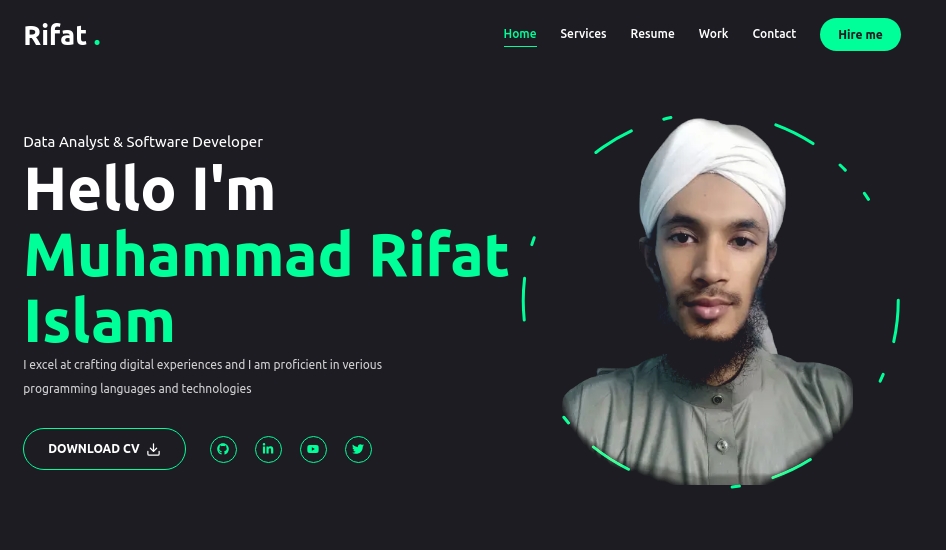 Rifat .
Home Services Resume Work Contact Hire me
Data Analyst & Software Developer
Hello I'm
Muhammad Rifat
Islam
I excel at crafting digital experiences and I am proficient in verious
programming languages and technologies
DOWNLOAD CV